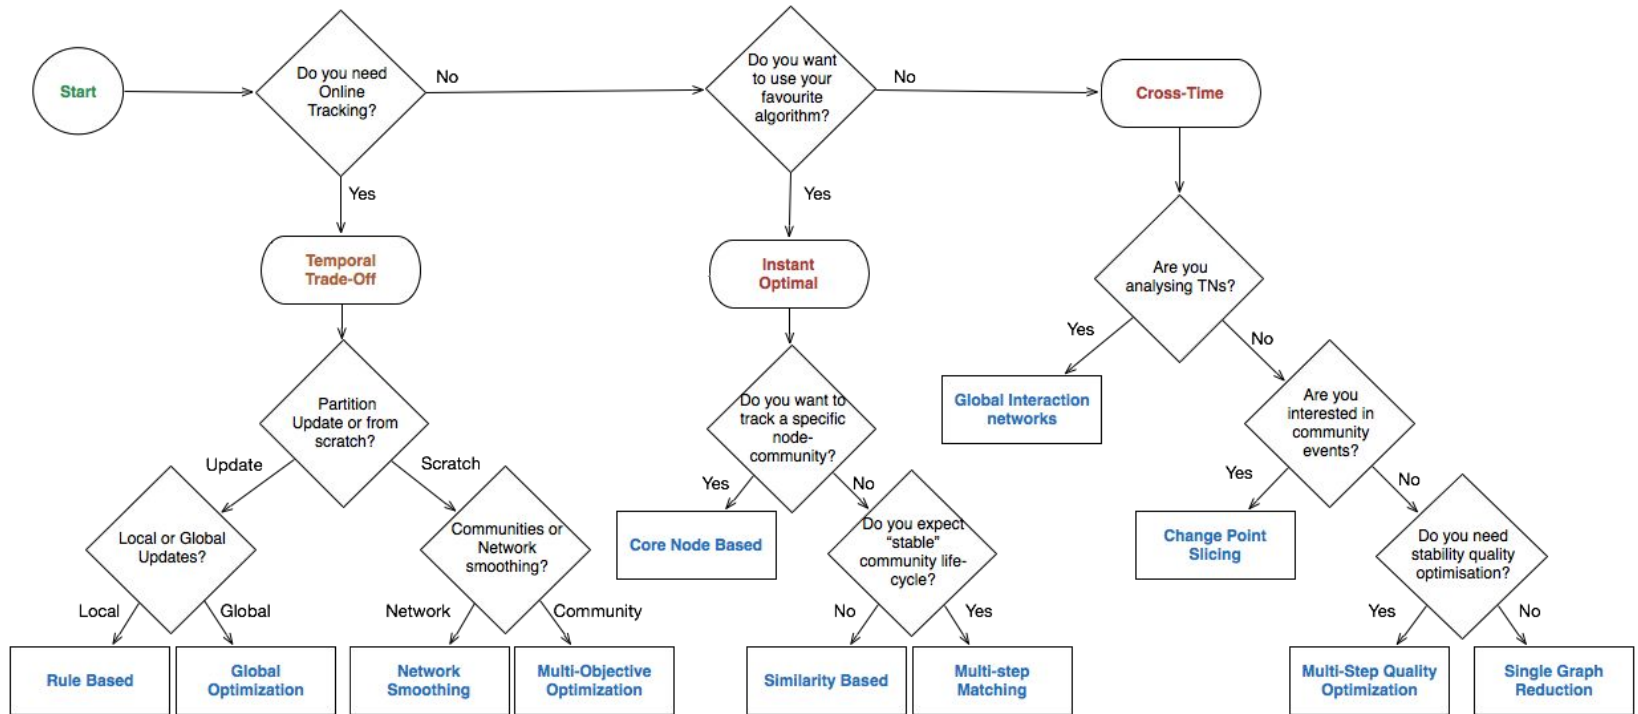 Start
Do you need
Online
Tracking?
No
Do you want
to use your
favourite
algorithm?
No
Cross-Time
Yes
Yes
Temporal
Trade-Off
Instant
Optimal
Are you
analysing TNs?
Yes
No
Partition
Update or from
scratch?
Update
Scratch
Do you want to
track a specific
node-
community?
Yes
No
Global Interaction
networks
Are you
interested in
community
events?
Yes
No
Local or Global
Updates?
Local
Global
Communities or
Network
smoothing?
Network
Community
Core Node Based
Do you expect
“stable”
community life-
cycle?
No
Yes
Change Point
Slicing
Do you need
stability quality
optimisation?
Yes
No
Rule Based
Global
Optimization
Network
Smoothing
Multi-Objective
Optimization
Similarity Based
Multi-step
Matching
Multi-Step Quality
Optimization
Single Graph
Reduction